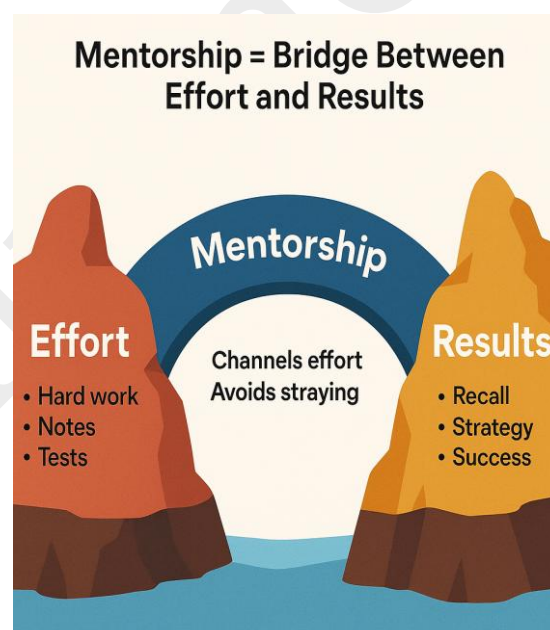 Mentorship = Bridge Between
Effort and Results
Mentorship
Effort
• Hard work
• Notes
• Tests
Channels effort
Avoids straying
Results
• Recall
• Strategy
• Success